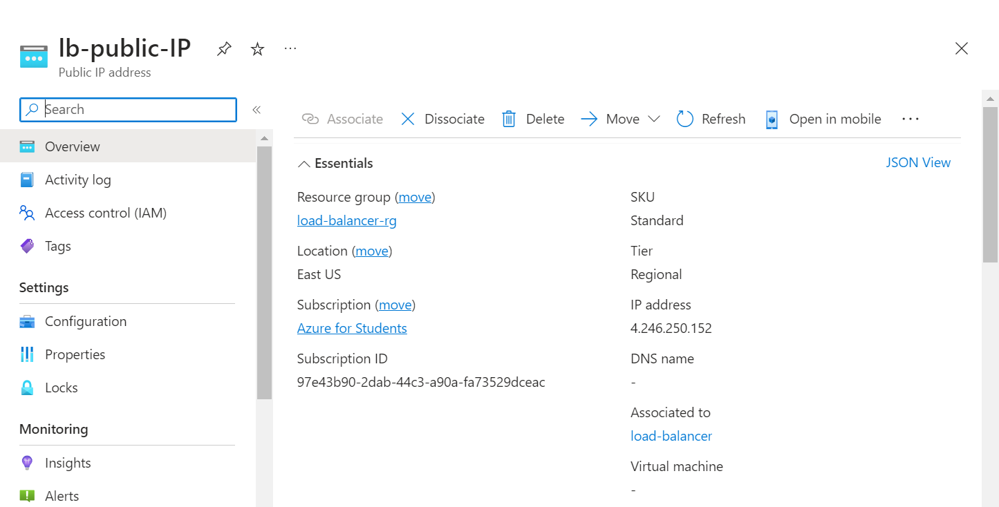 lb-public-IP
Public IP address
Search
Overview
Activity log
Access control (IAM)
Tags
Settings
Configuration
Properties
Locks
Monitoring
Insights
Alerts
Associate Dissociate Delete Move Refresh Open in mobile
Essentials
JSON View
Resource group (move)
load-balancer-rg
Location (move)
East US
Subscription (move)
Azure for Students
Subscription ID
97e43b90-2dab-44c3-a90a-fa73529dceac
SKU
Standard
Tier
Regional
IP address
4.246.250.152
DNS name
-
Associated to
load-balancer
Virtual machine
-